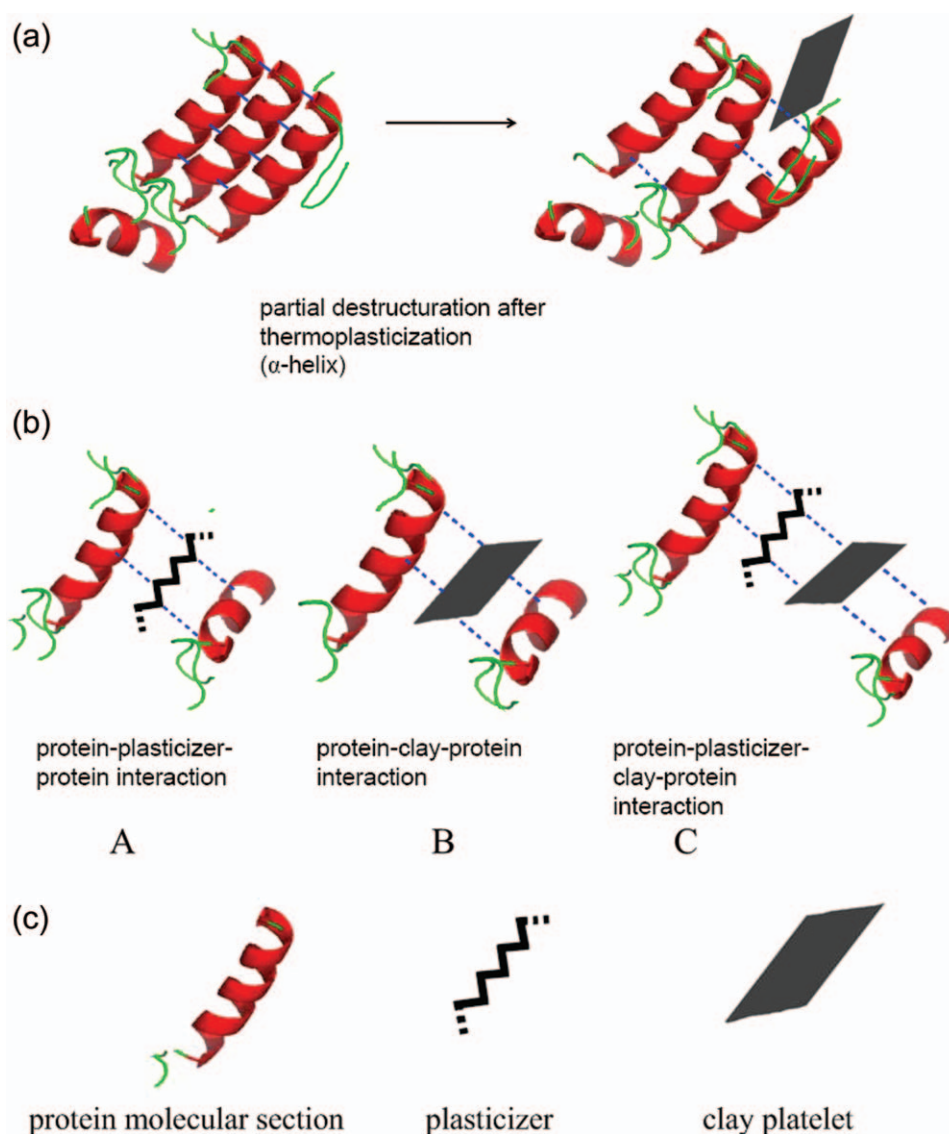 (a)
partial destructuration after
thermoplasticization
(α-helix)
(b)
protein-plasticizer-
protein interaction
A
protein-clay-protein
interaction
B
protein-plasticizer-
clay-protein
interaction
C
(c)
protein molecular section
plasticizer
clay platelet